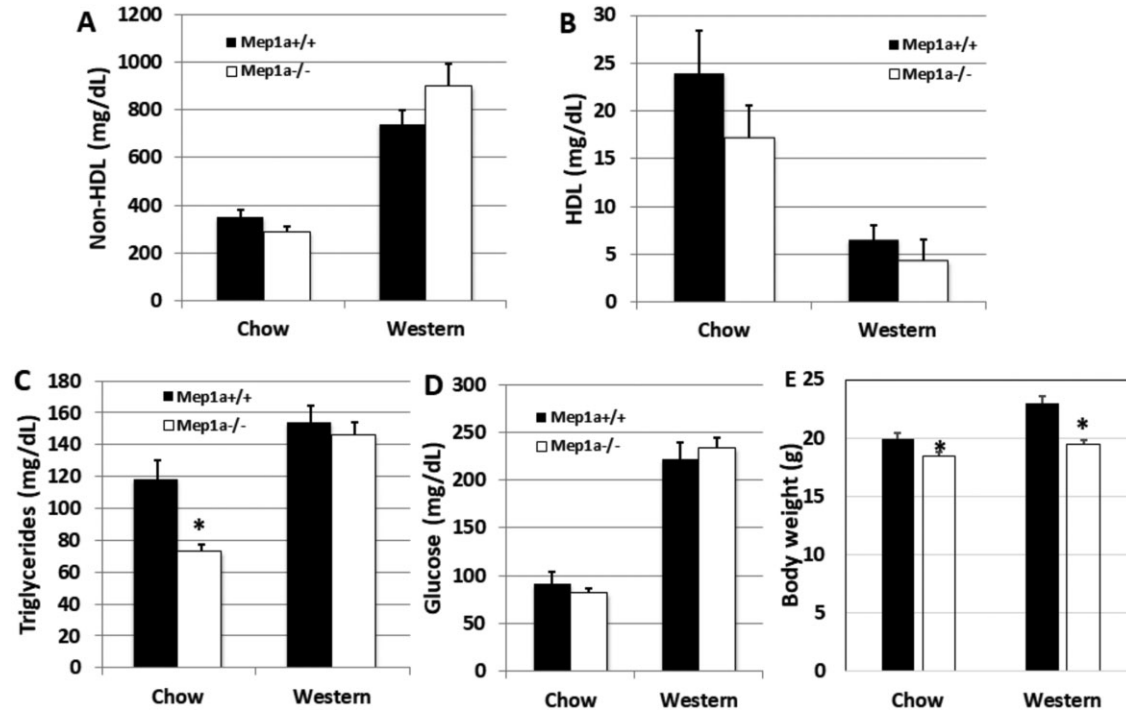 A
Non-HDL (mg/dL)
1200
1000
800
600
400
200
0
Mep1a+/+
Mep1a-/-
Chow Western
B
HDL (mg/dL)
30
25
20
15
10
5
0
Mep1a+/+
Mep1a-/-
Chow Western
C
Triglycerides (mg/dL)
180
160
140
120
100
80
60
40
20
0
Mep1a+/+
Mep1a-/-
*
Chow Western
D
Glucose (mg/dL)
300
250
200
150
100
50
0
Mep1a+/+
Mep1a-/-
Chow Western
E
Body weight (g)
25
20
15
10
5
0
* *
Chow Western